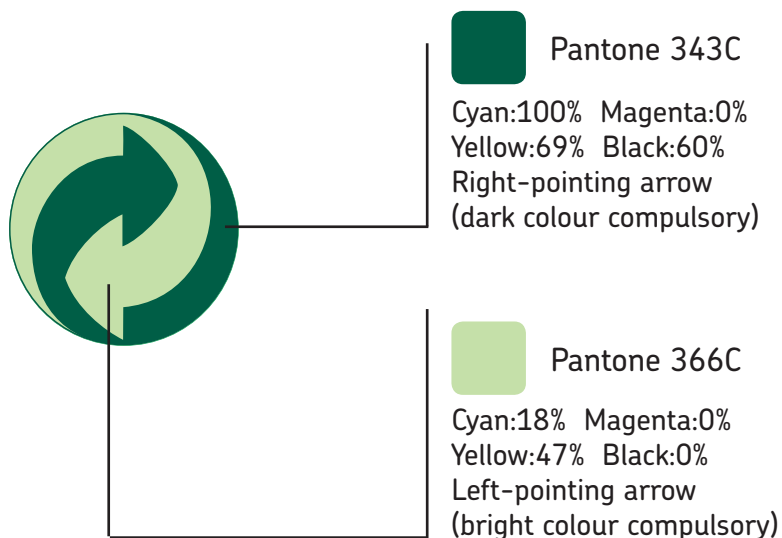 Pantone 343C
Cyan:100% Magenta:0%
Yellow:69% Black:60%
Right-pointing arrow
(dark colour compulsory)
Pantone 366C
Cyan:18% Magenta:0%
Yellow:47% Black:0%
Left-pointing arrow
(bright colour compulsory)